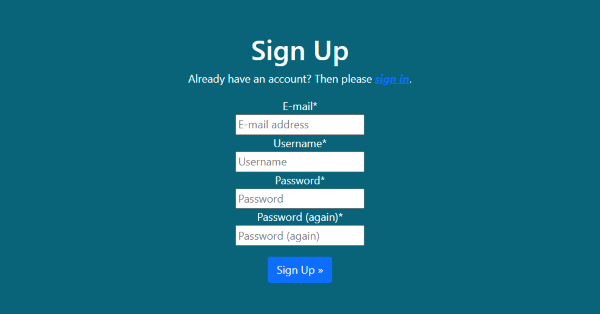 Sign Up
Already have an account? Then please sign in.
E-mail*
E-mail address
Username*
Username
Password*
Password
Password (again)*
Password (again)
Sign Up »